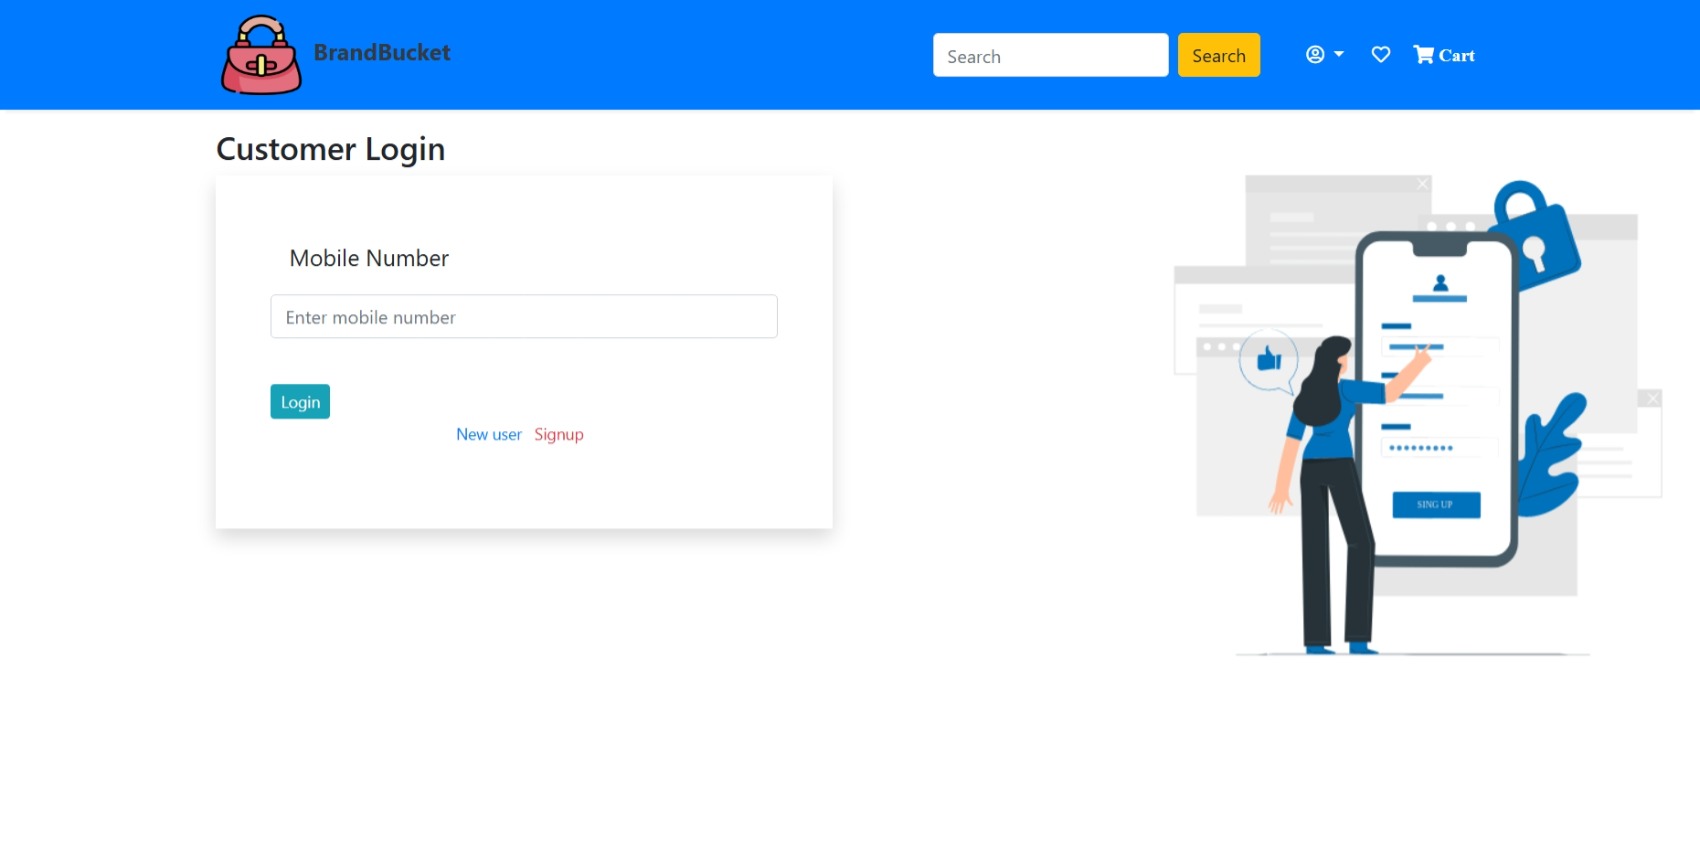 BrandBucket
Search
Search
Cart
Customer Login
Mobile Number
Enter mobile number
Login
New user Signup
SING UP